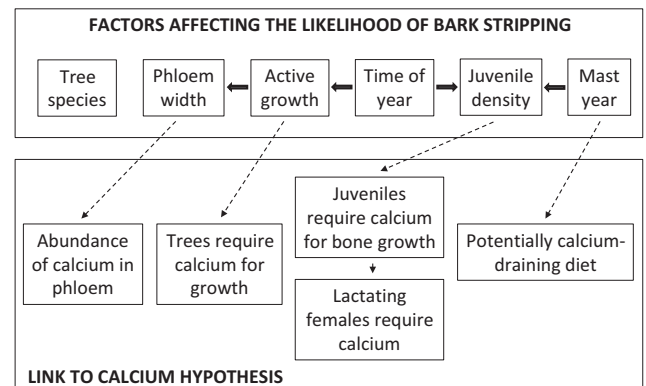 FACTORS AFFECTING THE LIKELIHOOD OF BARK STRIPPING
Tree
species
Phloem
width
Active
growth
Time of
year
Juvenile
density
Mast
year
Abundance
of calcium in
phloem
Trees require
calcium for
growth
Juveniles
require calcium
for bone growth
Lactating
females require
calcium
Potentially calcium-
draining diet
LINK TO CALCIUM HYPOTHESIS